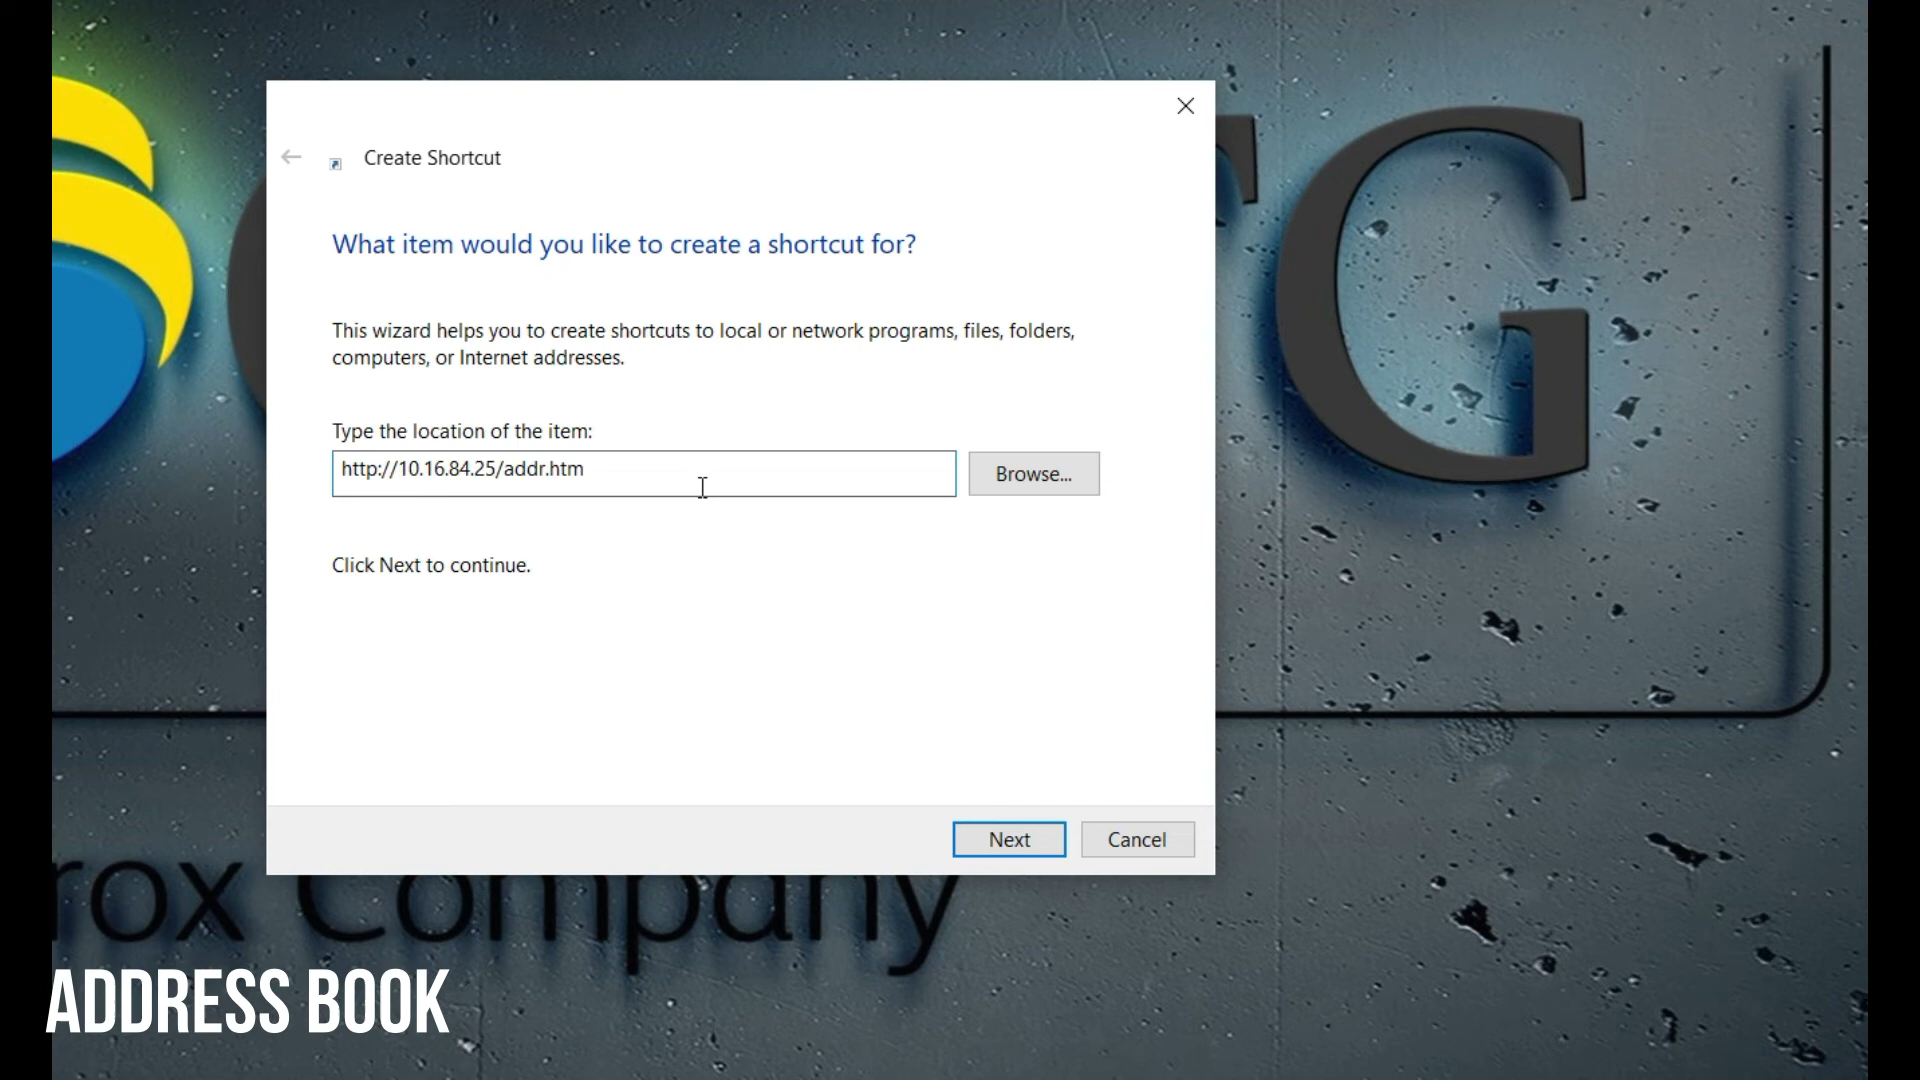 Create Shortcut
What item would you like to create a shortcut for?
This wizard helps you to create shortcuts to local or network programs, files, folders,
computers, or Internet addresses.
Type the location of the item:
http://10.16.84.25/addr.htm
Browse...
Click Next to continue.
Next
Cancel
G
rox Company
ADDRESS BOOK